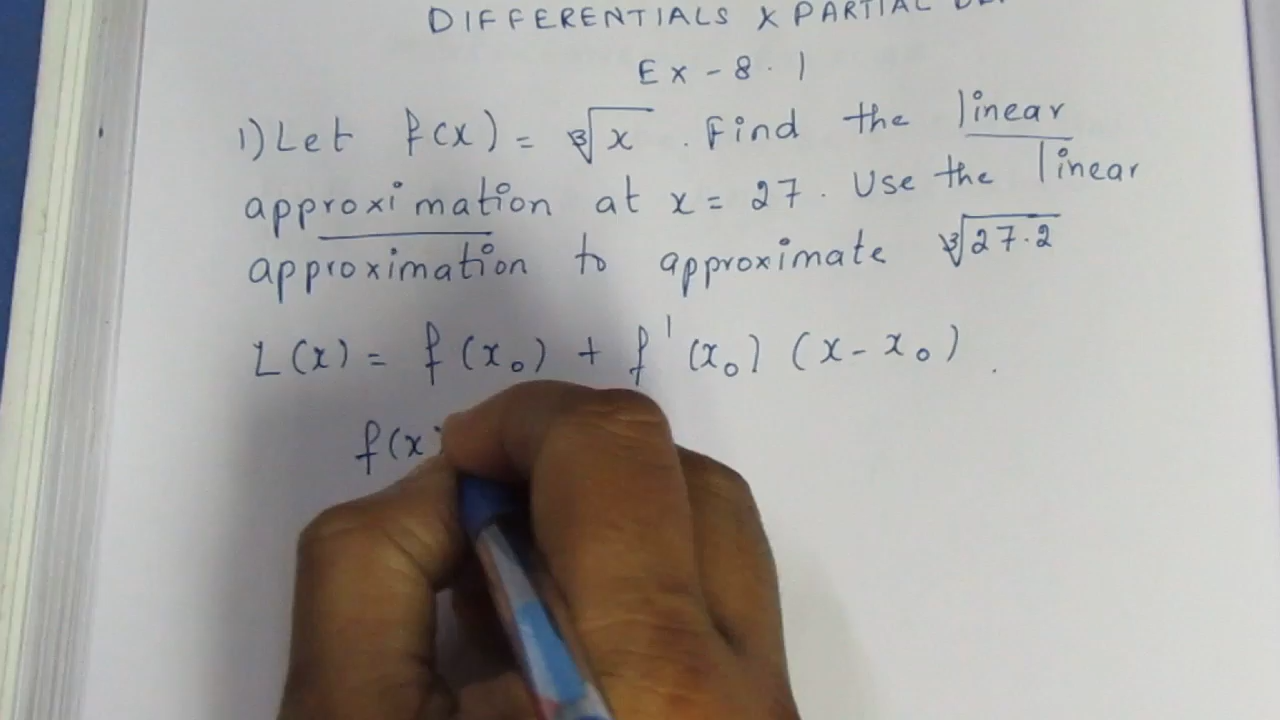 DIFFERENTIALS & PARTIAL
Ex - 8.1
1) Let f(x) = ∛x . Find the linear
approximation at x = 27. Use the linear
approximation to approximate ∛27.2
L(x) = f(x₀) + f'(x₀) (x - x₀) .
f(x)